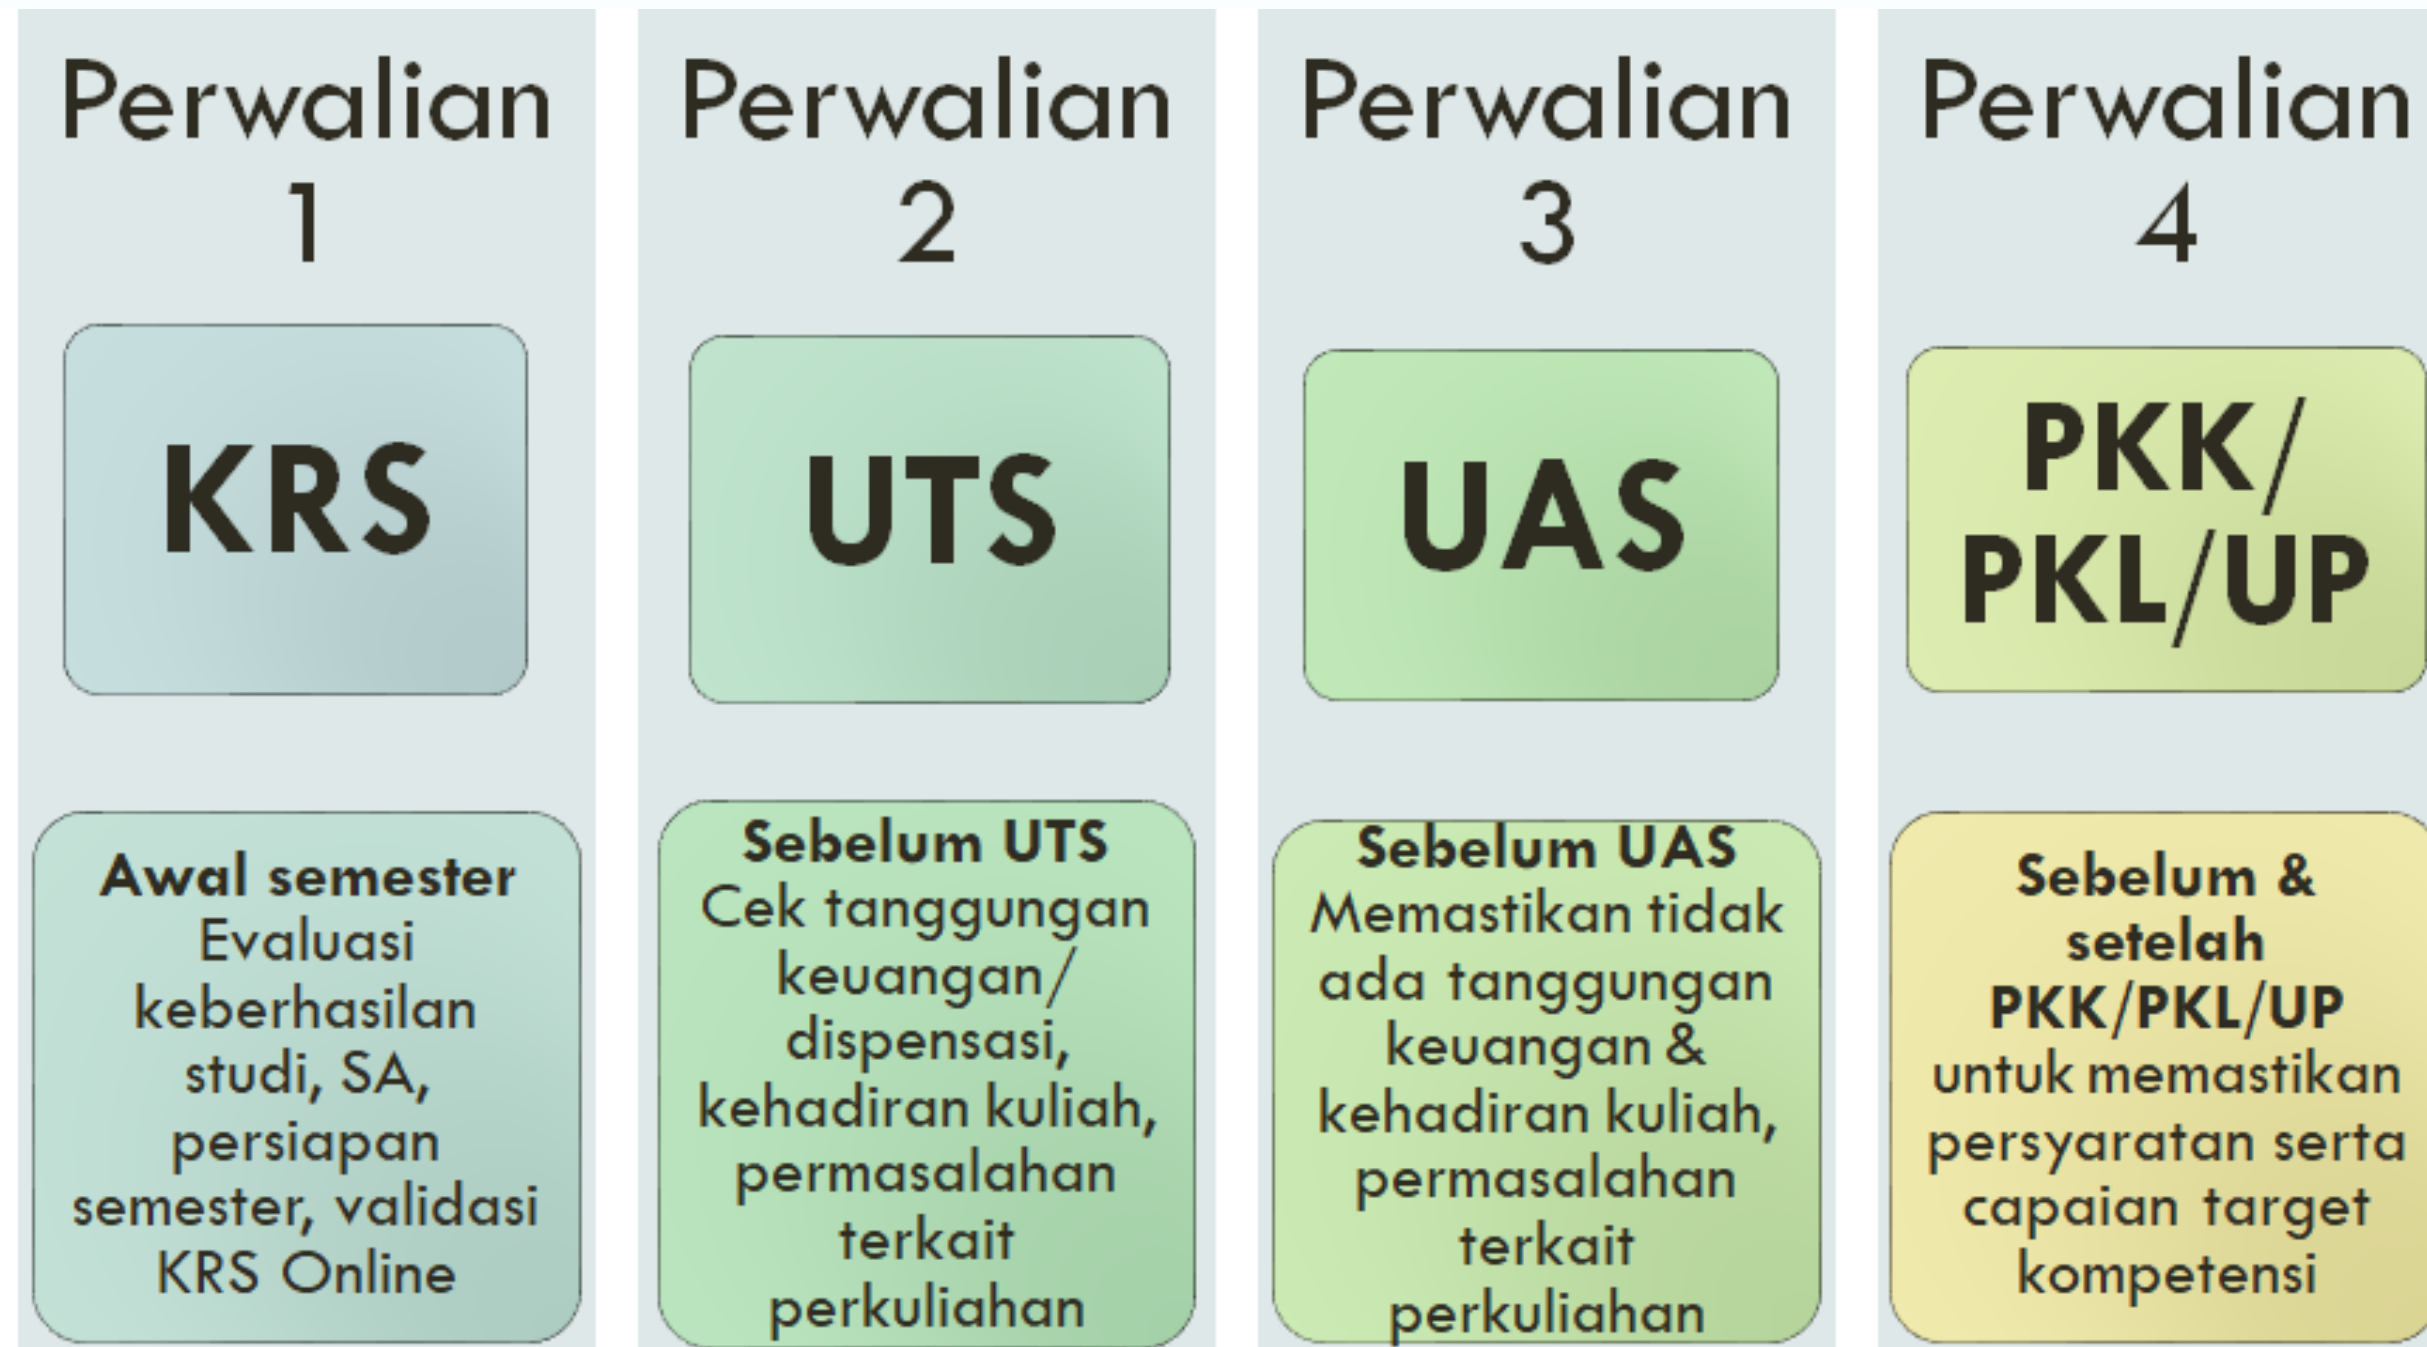 Perwalian
1
KRS
Awal semester
Evaluasi
keberhasilan
studi, SA,
persiapan
semester, validasi
KRS Online
Perwalian
2
UTS
Sebelum UTS
Cek tanggungan
keuangan/
dispensasi,
kehadiran kuliah,
permasalahan
terkait
perkuliahan
Perwalian
3
UAS
Sebelum UAS
Memastikan tidak
ada tanggungan
keuangan &
kehadiran kuliah,
permasalahan
terkait
perkuliahan
Perwalian
4
PKK/
PKL/UP
Sebelum &
setelah
PKK/PKL/UP
untuk memastikan
persyaratan serta
capaian target
kompetensi